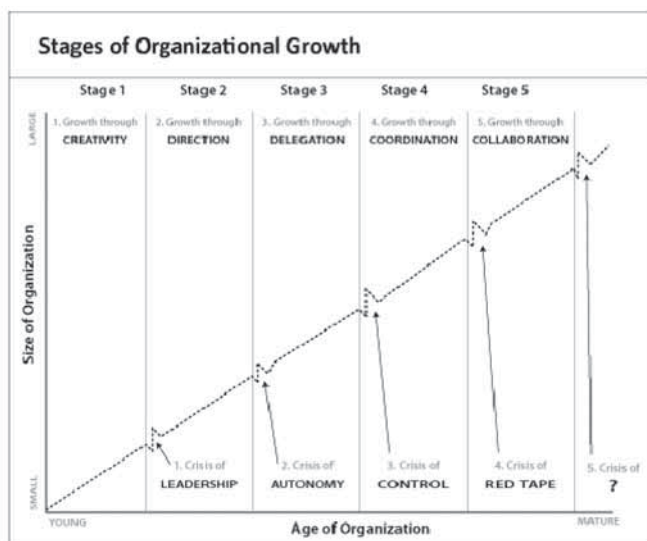 Stages of Organizational Growth
Stage 1
Stage 2
Stage 3
Stage 4
Stage 5
1. Growth through
CREATIVITY
2. Growth through
DIRECTION
3. Growth through
DELEGATION
4. Growth through
COORDINATION
5. Growth through
COLLABORATION
LARGE
Size of Organization
SMALL
1. Crisis of
LEADERSHIP
2. Crisis of
AUTONOMY
3. Crisis of
CONTROL
4. Crisis of
RED TAPE
5. Crisis of
?
YOUNG
Age of Organization
MATURE